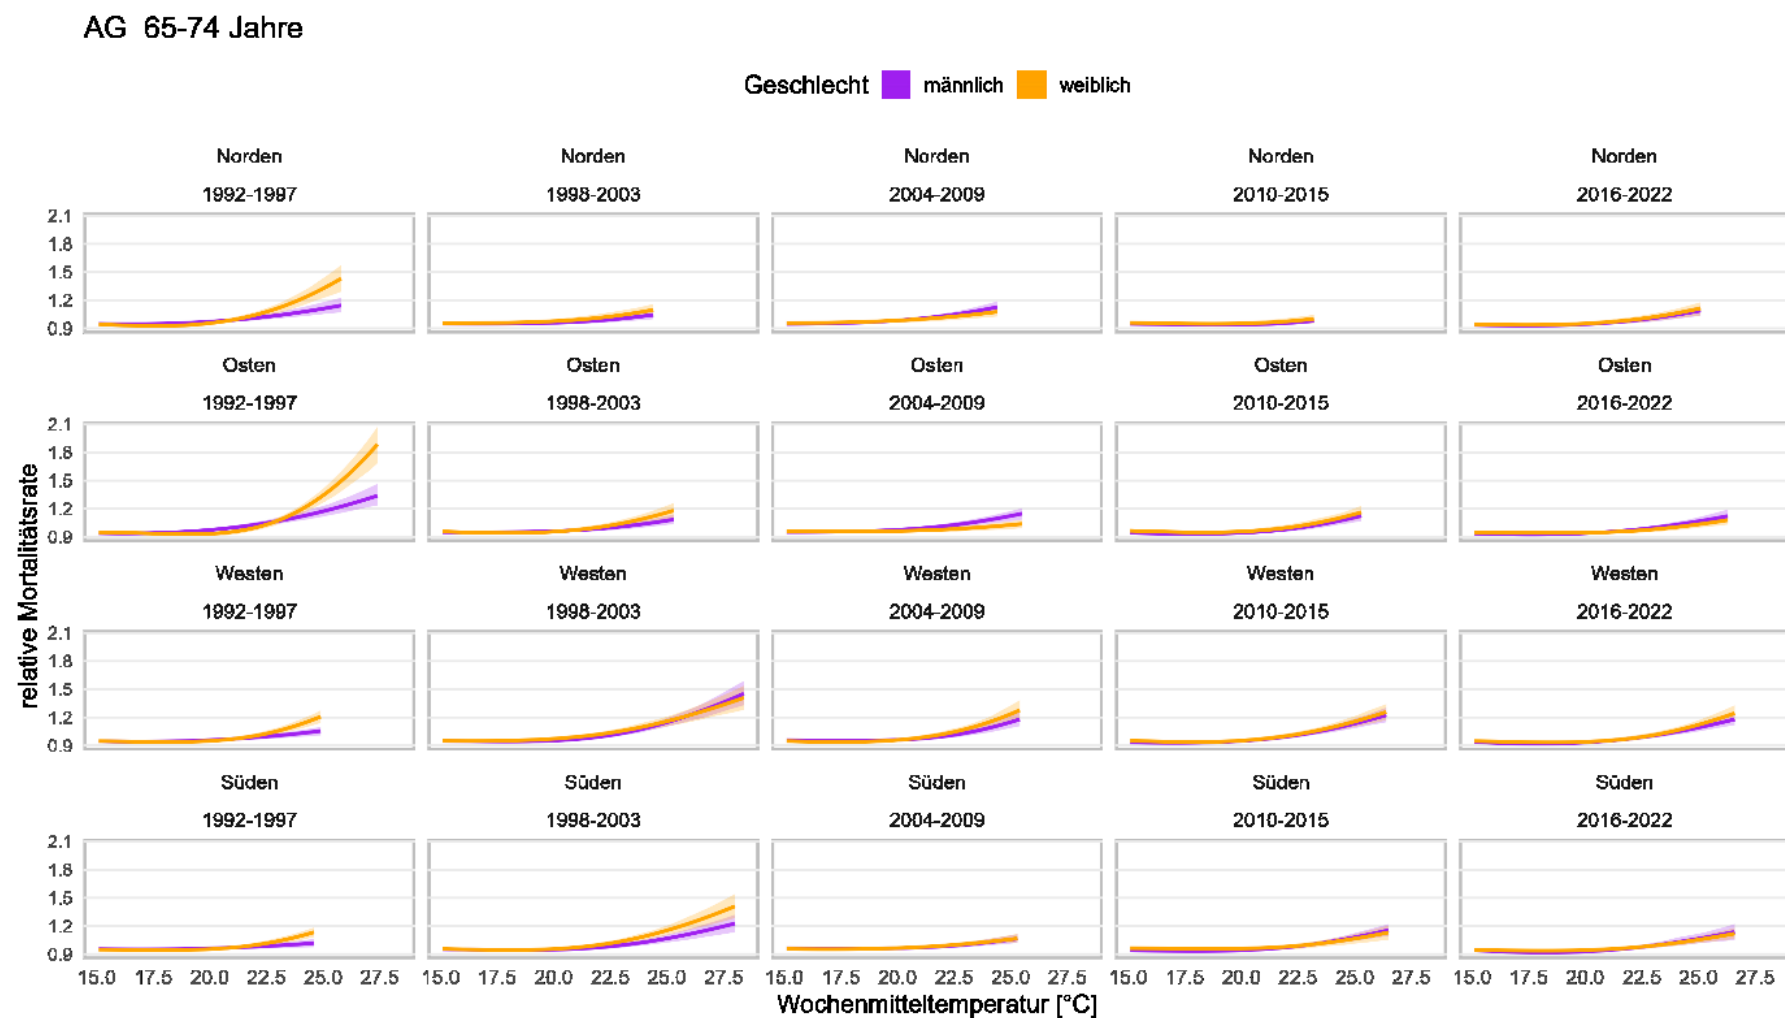 AG 65-74 Jahre
Geschlecht männlich weiblich
Norden Norden Norden Norden Norden
1992-1997 1998-2003 2004-2009 2010-2015 2016-2022
2.1
1.8
1.5
1.2
0.9
Osten Osten Osten Osten Osten
1992-1997 1998-2003 2004-2009 2010-2015 2016-2022
2.1
1.8
1.5
1.2
0.9
relative Mortalitätsrate
Westen Westen Westen Westen Westen
1992-1997 1998-2003 2004-2009 2010-2015 2016-2022
2.1
1.8
1.5
1.2
0.9
Süden Süden Süden Süden Süden
1992-1997 1998-2003 2004-2009 2010-2015 2016-2022
2.1
1.8
1.5
1.2
0.9
15.0 17.5 20.0 22.5 25.0 27.5 15.0 17.5 20.0 22.5 25.0 27.5 15.0 17.5 20.0 22.5 25.0 27.5 15.0 17.5 20.0 22.5 25.0 27.5 15.0 17.5 20.0 22.5 25.0 27.5
Wochenmitteltemperatur [°C]